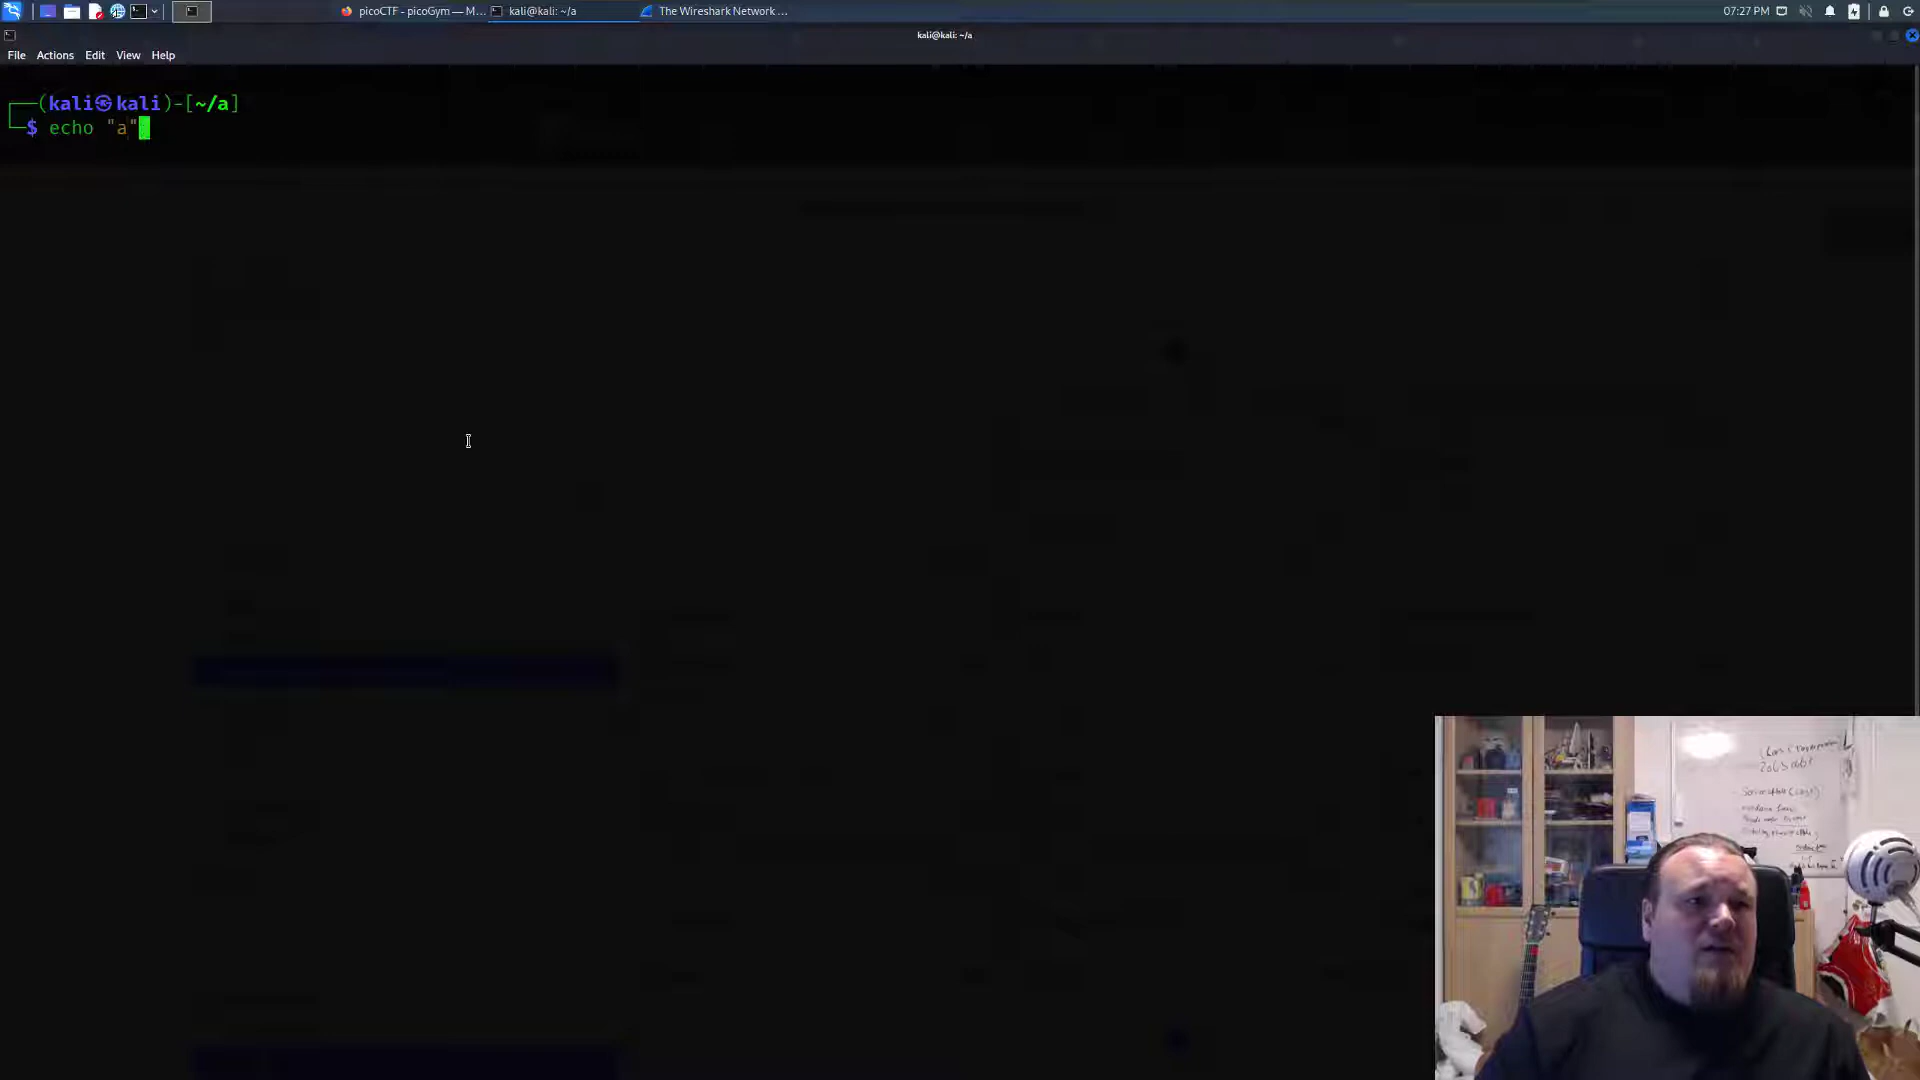 picoCTF - picoGym — M...
kali@kali: ~/a
The Wireshark Network ...
07:27 PM
kali@kali: ~/a
File Actions Edit View Help
(kali㉿kali)-[~/a]
$ echo "a"